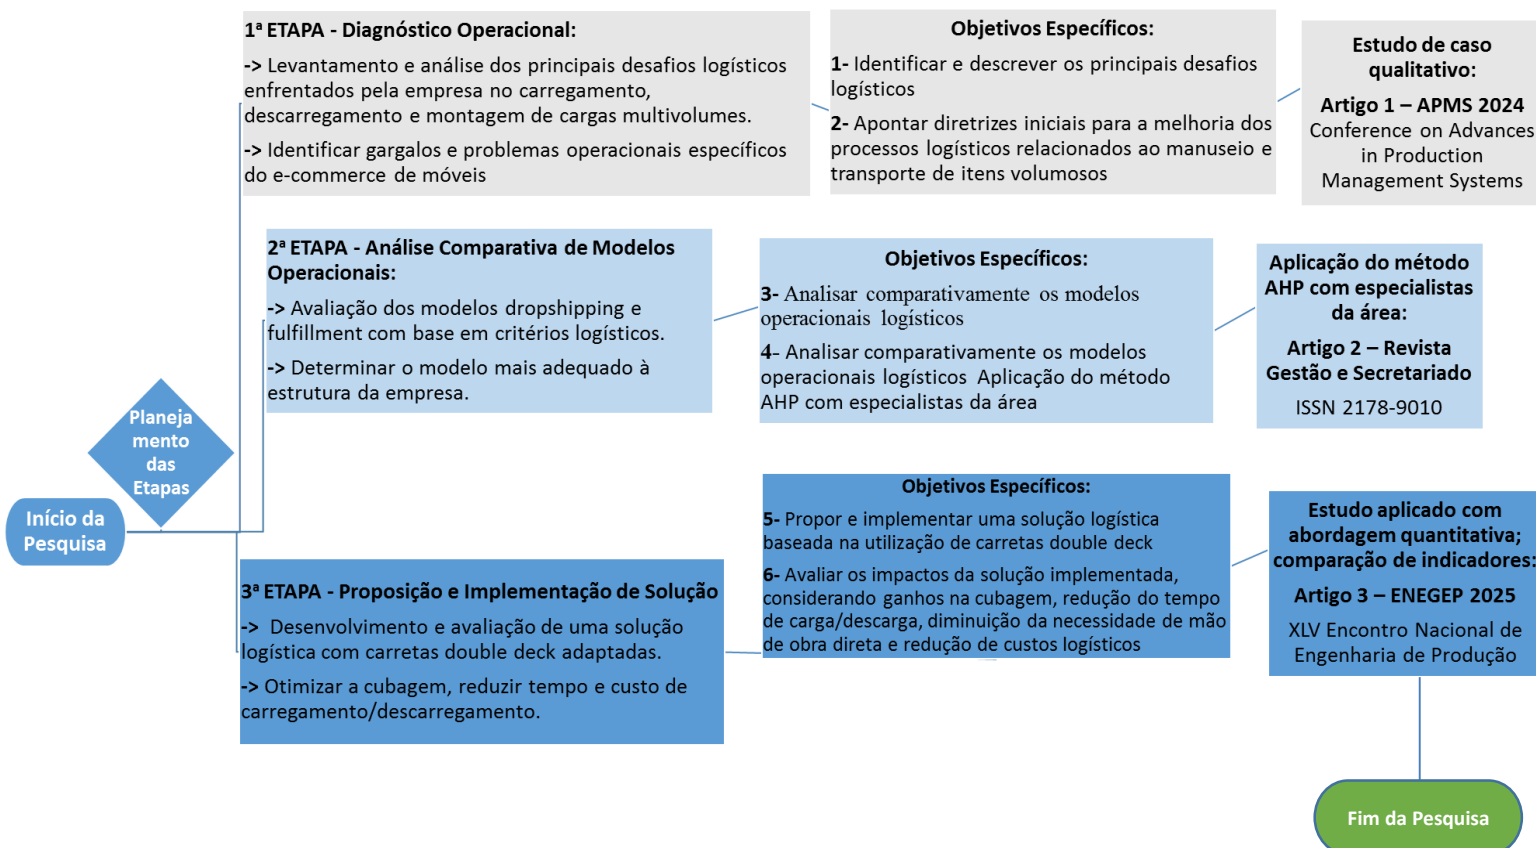 1ª ETAPA - Diagnóstico Operacional:
-> Levantamento e análise dos principais desafios logísticos
enfrentados pela empresa no carregamento,
descarregamento e montagem de cargas multivolumes.
-> Identificar gargalos e problemas operacionais específicos
do e-commerce de móveis
Objetivos Específicos:
1- Identificar e descrever os principais desafios
logísticos
2- Apontar diretrizes iniciais para a melhoria dos
processos logísticos relacionados ao manuseio e
transporte de itens volumosos
Estudo de caso
qualitativo:
Artigo 1 – APMS 2024
Conference on Advances
in Production
Management Systems
2ª ETAPA - Análise Comparativa de Modelos
Operacionais:
-> Avaliação dos modelos dropshipping e
fulfillment com base em critérios logísticos.
-> Determinar o modelo mais adequado à
estrutura da empresa.
Objetivos Específicos:
3- Analisar comparativamente os modelos
operacionais logísticos
4- Analisar comparativamente os modelos
operacionais logísticos Aplicação do método
AHP com especialistas da área
Aplicação do método
AHP com especialistas
da área:
Artigo 2 – Revista
Gestão e Secretariado
ISSN 2178-9010
Planeja
mento
das
Etapas
Início da
Pesquisa
3ª ETAPA - Proposição e Implementação de Solução
-> Desenvolvimento e avaliação de uma solução
logística com carretas double deck adaptadas.
-> Otimizar a cubagem, reduzir tempo e custo de
carregamento/descarregamento.
Objetivos Específicos:
5- Propor e implementar uma solução logística
baseada na utilização de carretas double deck
6- Avaliar os impactos da solução implementada,
considerando ganhos na cubagem, redução do tempo
de carga/descarga, diminuição da necessidade de mão
de obra direta e redução de custos logísticos
Estudo aplicado com
abordagem quantitativa;
comparação de indicadores:
Artigo 3 – ENEGEP 2025
XLV Encontro Nacional de
Engenharia de Produção
Fim da Pesquisa